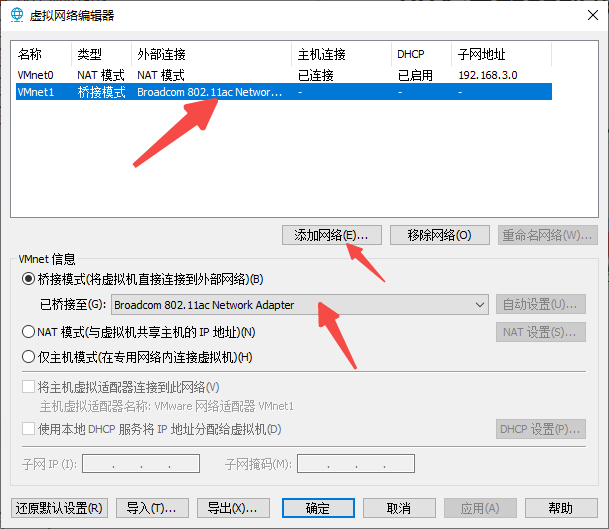 虚拟网络编辑器
名称 类型 外部连接 主机连接 DHCP 子网地址
VMnet0 NAT 模式 NAT 模式 已连接 已启用 192.168.3.0
VMnet1 桥接模式 Broadcom 802.11ac Networ... - - -
添加网络(E)... 移除网络(O) 重命名网络(W)...
VMnet 信息
桥接模式(将虚拟机直接连接到外部网络)(B)
已桥接至(G): Broadcom 802.11ac Network Adapter 自动设置(U)...
NAT 模式(与虚拟机共享主机的 IP 地址)(N) NAT 设置(S)...
仅主机模式(在专用网络内连接虚拟机)(H)
将主机虚拟适配器连接到此网络(V)
主机虚拟适配器名称: VMware 网络适配器 VMnet1
使用本地 DHCP 服务将 IP 地址分配给虚拟机(D) DHCP 设置(P)...
子网 IP (I): . . . 子网掩码(M): . . .
还原默认设置(R) 导入(T)... 导出(X)... 确定 取消 应用(A) 帮助